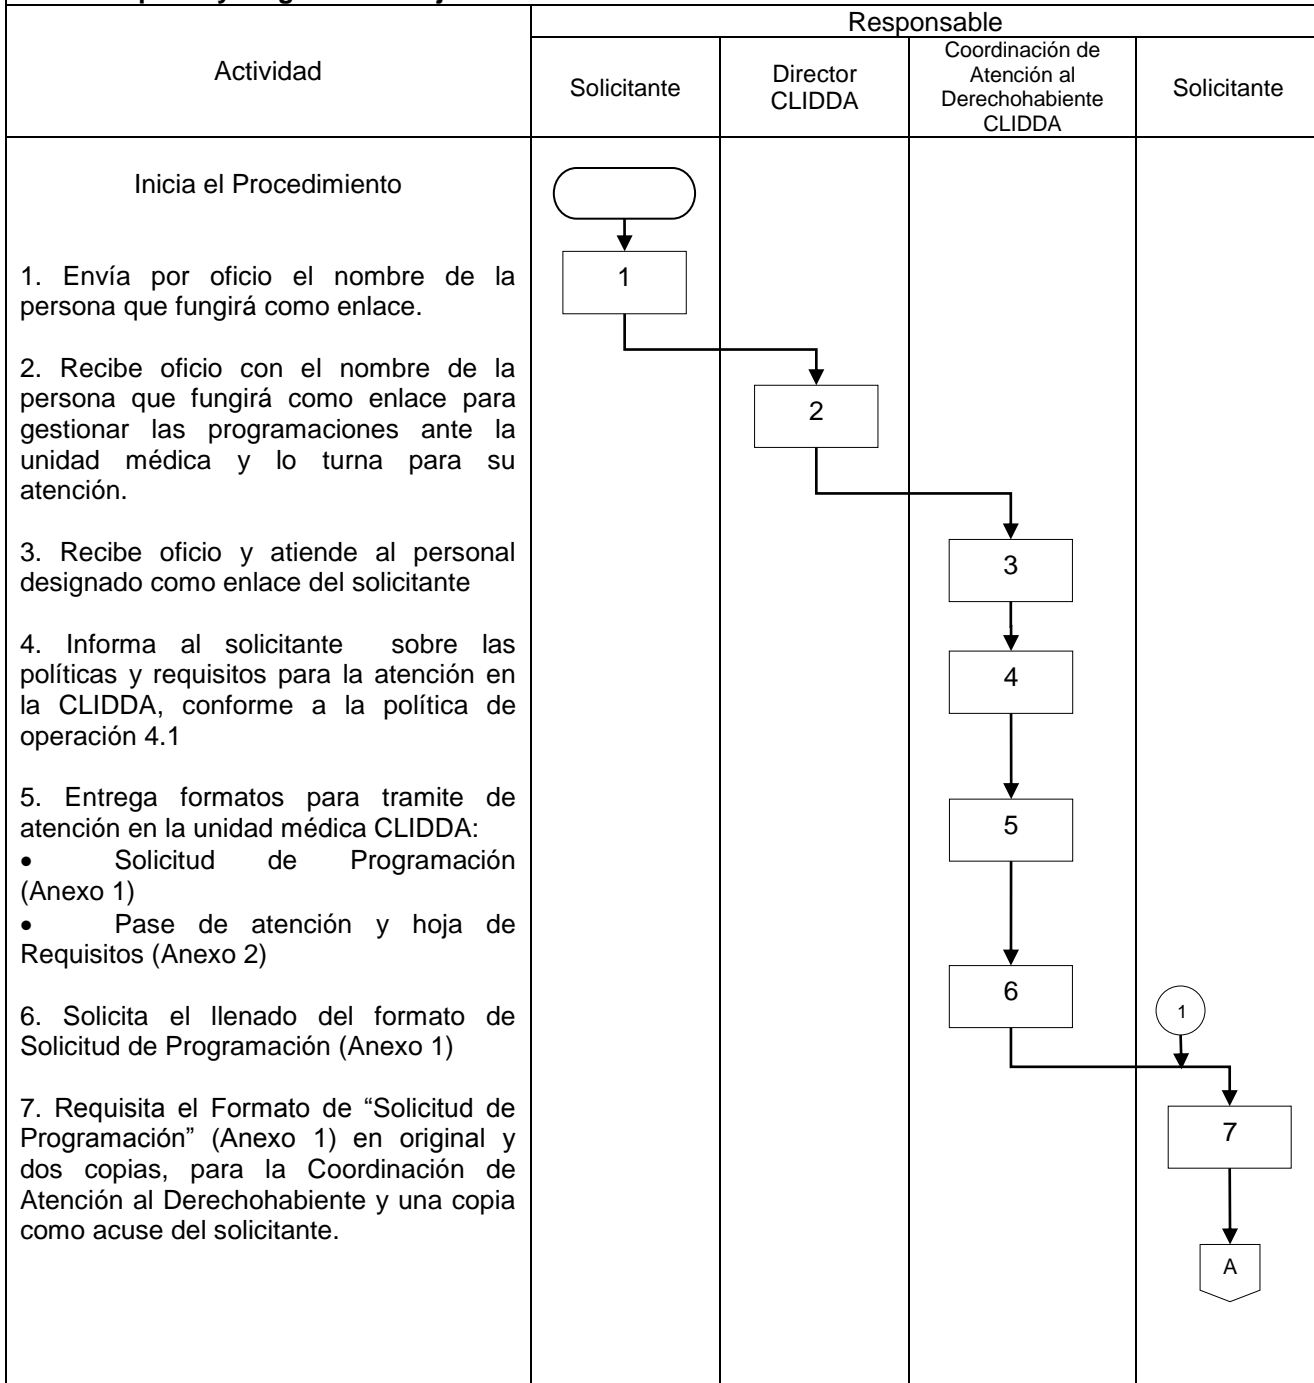 Responsable
Actividad
Solicitante
Director
CLIDDA
Coordinación de
Atención al
Derechohabiente
CLIDDA
Solicitante
Inicia el Procedimiento
1. Envía por oficio el nombre de la
persona que fungirá como enlace.
2. Recibe oficio con el nombre de la
persona que fungirá como enlace para
gestionar las programaciones ante la
unidad médica y lo turna para su
atención.
3. Recibe oficio y atiende al personal
designado como enlace del solicitante
4. Informa al solicitante sobre las
políticas y requisitos para la atención en
la CLIDDA, conforme a la política de
operación 4.1
5. Entrega formatos para tramite de
atención en la unidad médica CLIDDA:
• Solicitud de Programación
(Anexo 1)
• Pase de atención y hoja de
Requisitos (Anexo 2)
6. Solicita el llenado del formato de
Solicitud de Programación (Anexo 1)
7. Requisita el Formato de “Solicitud de
Programación” (Anexo 1) en original y
dos copias, para la Coordinación de
Atención al Derechohabiente y una copia
como acuse del solicitante.
1
2
3
4
5
6
1
7
A